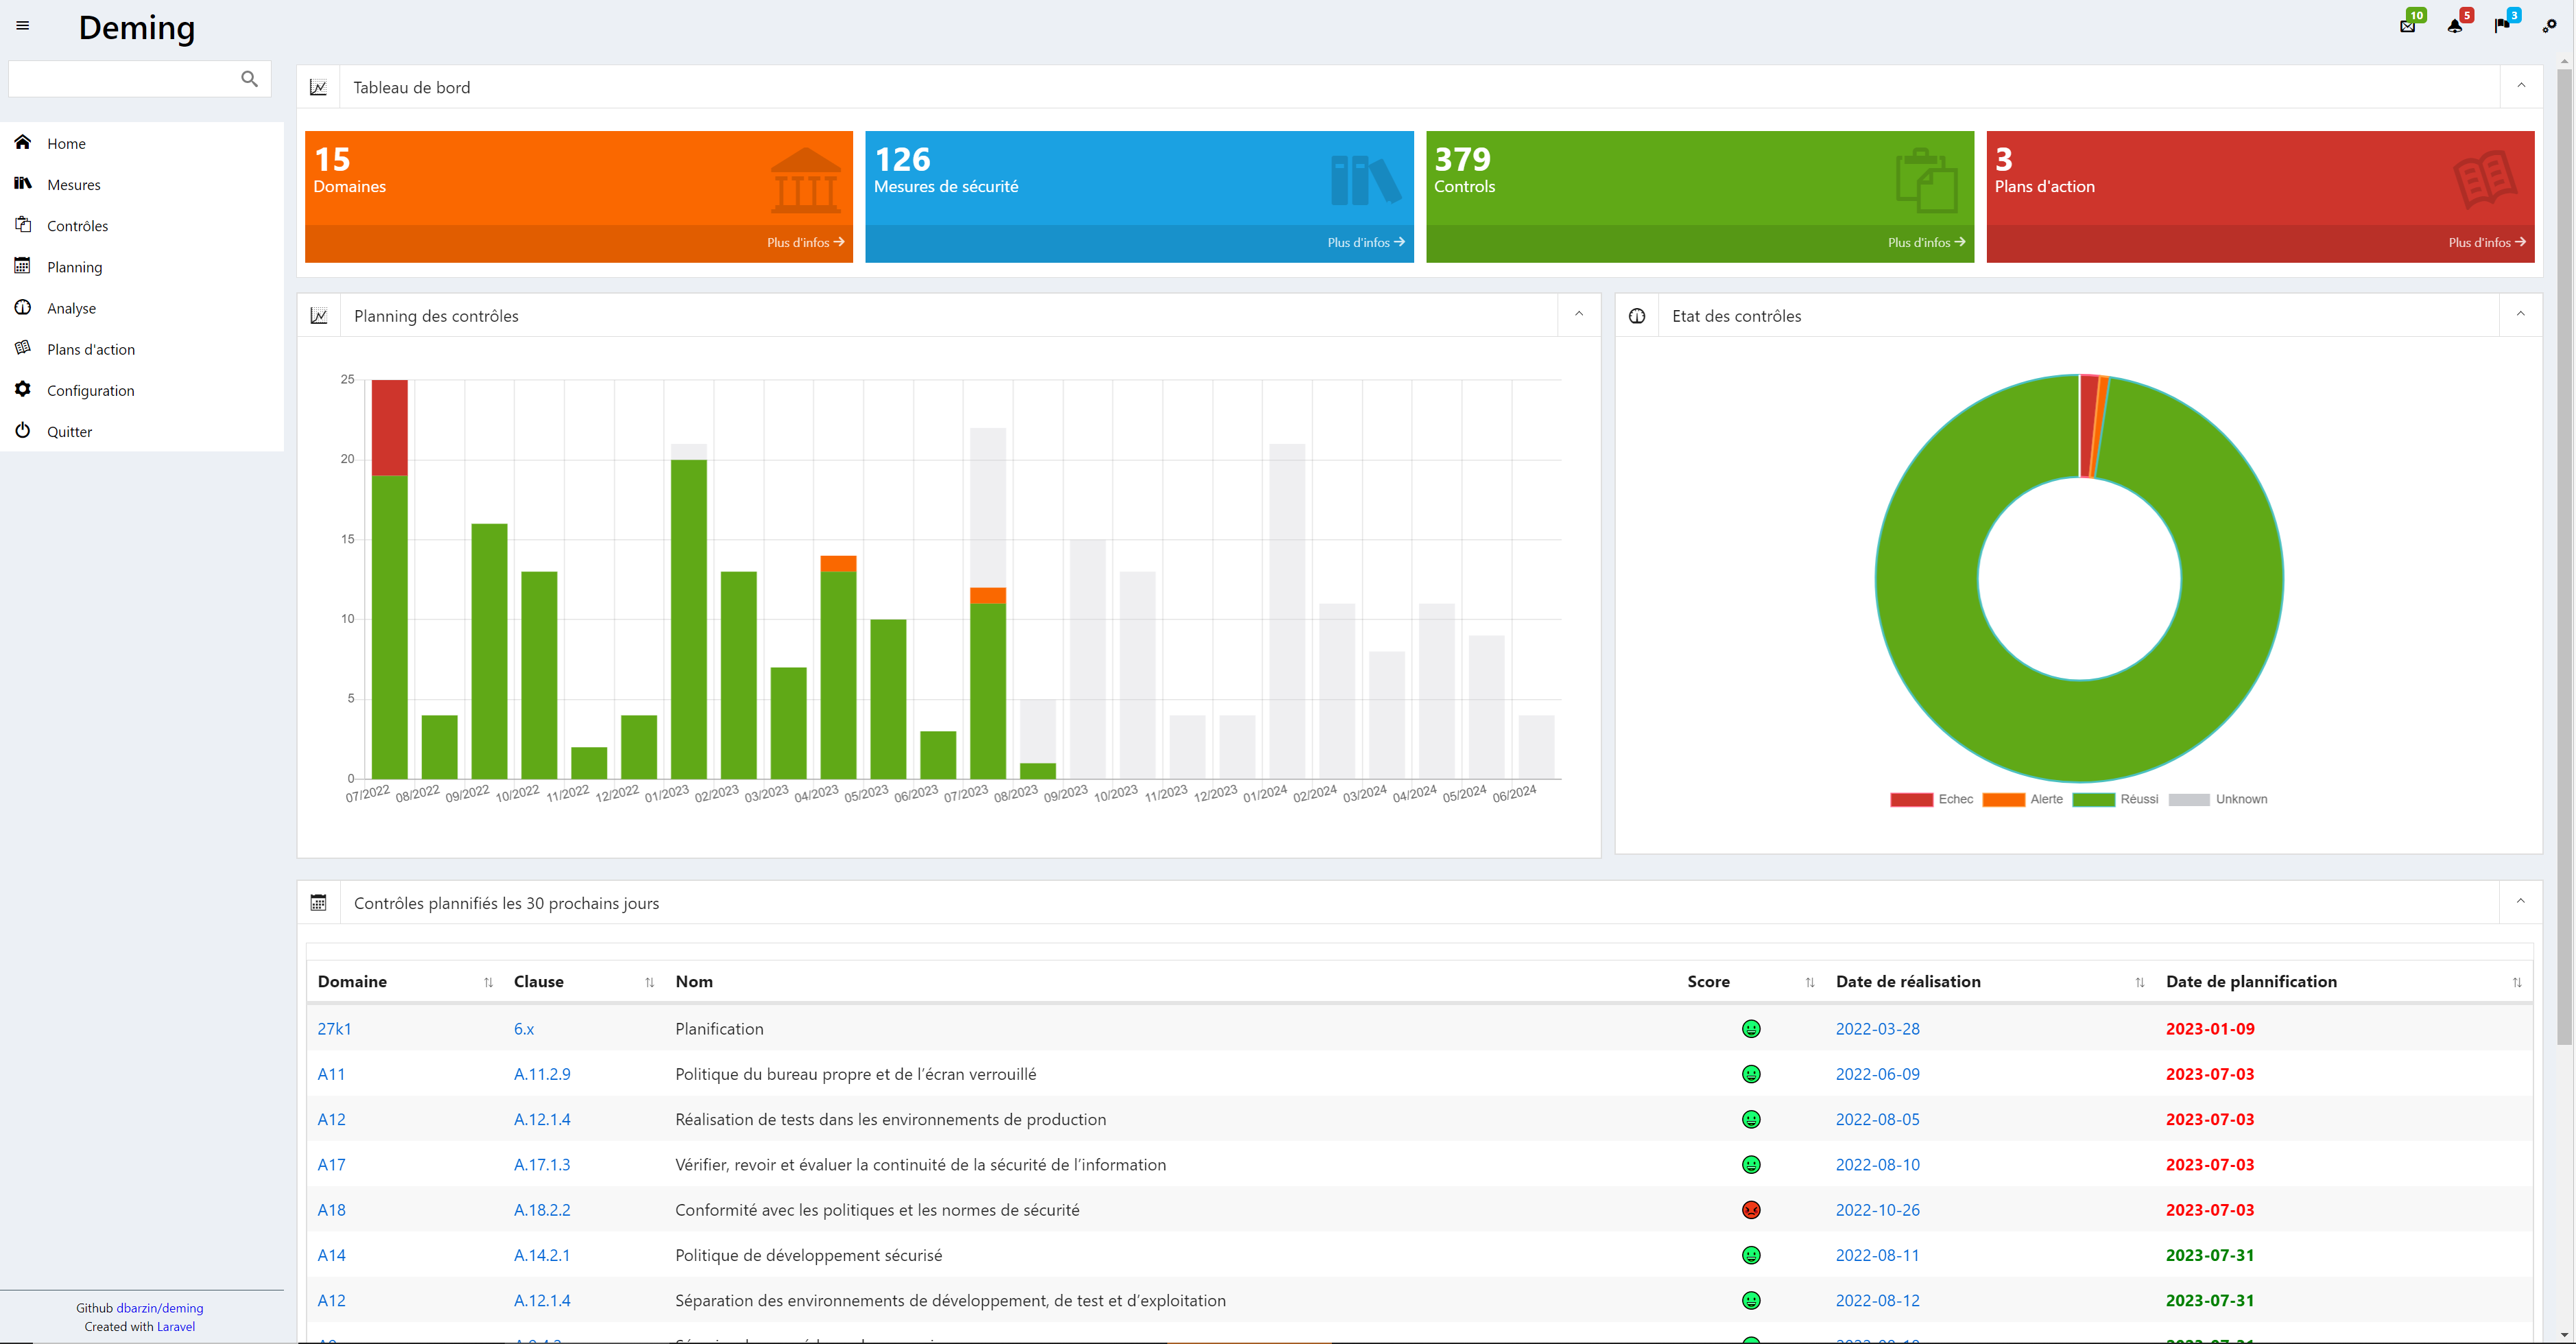 Deming
10
5
3
Home
Mesures
Contrôles
Planning
Analyse
Plans d'action
Configuration
Quitter
Github dbarzin/deming
Created with Laravel
Tableau de bord
15
Domaines
Plus d'infos
126
Mesures de sécurité
Plus d'infos
379
Controls
Plus d'infos
3
Plans d'action
Plus d'infos
Planning des contrôles
25
20
15
10
5
0
07/2022 08/2022 09/2022 10/2022 11/2022 12/2022 01/2023 02/2023 03/2023 04/2023 05/2023 06/2023 07/2023 08/2023 09/2023 10/2023 11/2023 12/2023 01/2024 02/2024 03/2024 04/2024 05/2024 06/2024
Etat des contrôles
Echec Alerte Réussi Unknown
Contrôles plannifiés les 30 prochains jours
Domaine Clause Nom Score Date de réalisation Date de plannification
27k1 6.x Planification 2022-03-28 2023-01-09
A11 A.11.2.9 Politique du bureau propre et de l’écran verrouillé 2022-06-09 2023-07-03
A12 A.12.1.4 Réalisation de tests dans les environnements de production 2022-08-05 2023-07-03
A17 A.17.1.3 Vérifier, revoir et évaluer la continuité de la sécurité de l’information 2022-08-10 2023-07-03
A18 A.18.2.2 Conformité avec les politiques et les normes de sécurité 2022-10-26 2023-07-03
A14 A.14.2.1 Politique de développement sécurisé 2022-08-11 2023-07-31
A12 A.12.1.4 Séparation des environnements de développement, de test et d’exploitation 2022-08-12 2023-07-31